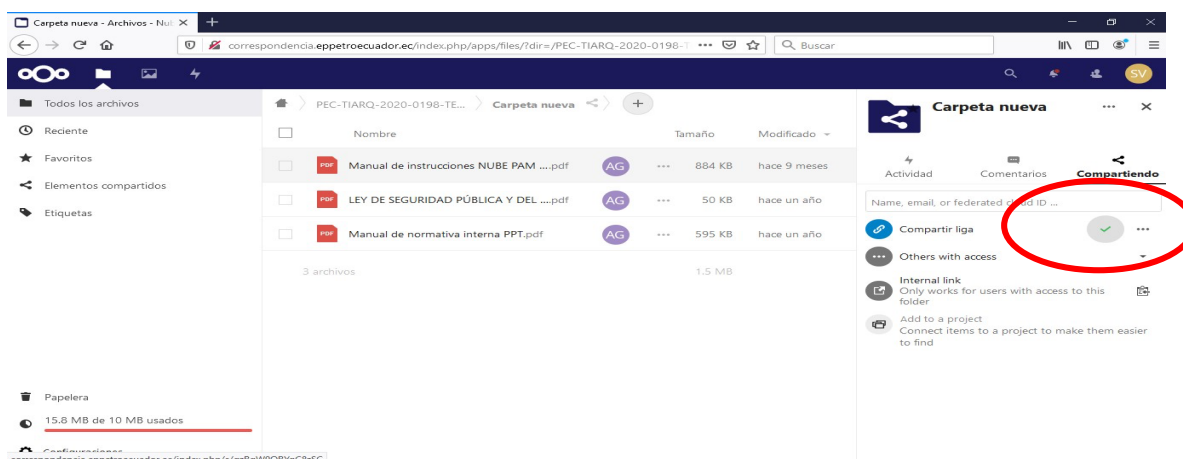 Carpeta nueva - Archivos - Nu
correspondencia.eppetroecuador.ec/index.php/apps/files/?dir=/PEC-TIARQ-2020-0198-T
Buscar
SV
Todos los archivos
Reciente
Favoritos
Elementos compartidos
Etiquetas
Papelera
15.8 MB de 10 MB usados
Configuraciones
PEC-TIARQ-2020-0198-TE... Carpeta nueva +
Nombre Tamaño Modificado
PDF Manual de instrucciones NUBE PAM ....pdf AG ... 884 KB hace 9 meses
PDF LEY DE SEGURIDAD PÚBLICA Y DEL ....pdf AG ... 50 KB hace un año
PDF Manual de normativa interna PPT.pdf AG ... 595 KB hace un año
3 archivos 1.5 MB
Carpeta nueva ...
Actividad Comentarios Compartiendo
Name, email, or federated cloud ID ...
Compartir liga ...
Others with access
Internal link
Only works for users with access to this
folder
Add to a project
Connect items to a project to make them easier
to find